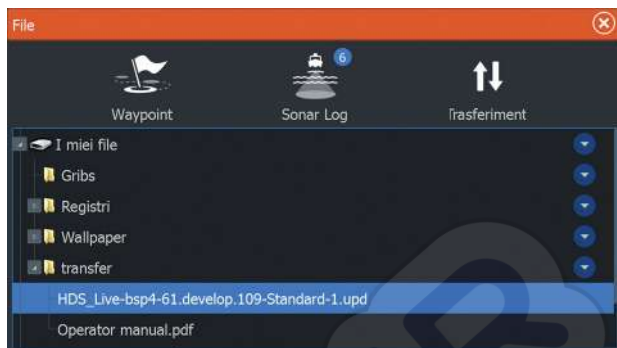 File
6
Waypoint Sonar Log Trasferiment
I miei file
Gribs
Registri
Wallpaper
transfer
HDS_Live-bsp4-61.develop.109-Standard-1.upd
Operator manual.pdf